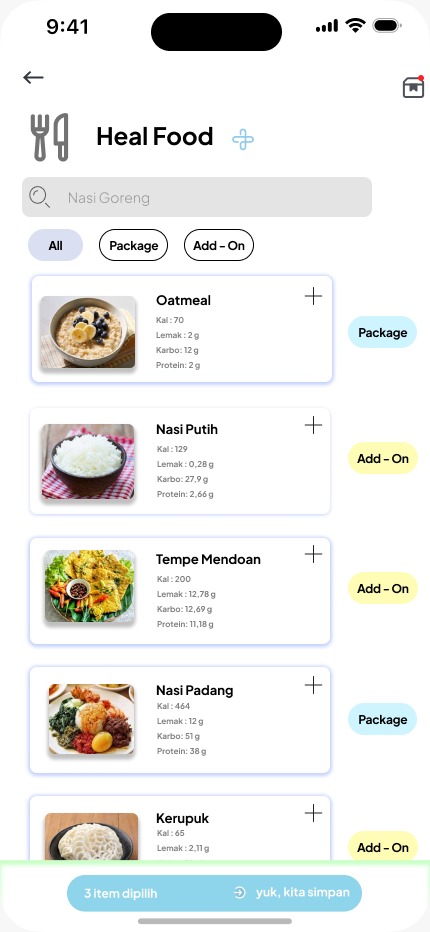 9:41
Heal Food
Nasi Goreng
All Package Add - On
Oatmeal
Kal : 70
Lemak : 2 g
Karbo: 12 g
Protein: 2 g
Package
Nasi Putih
Kal : 129
Lemak : 0,28 g
Karbo: 27,9 g
Protein: 2,66 g
Add - On
Tempe Mendoan
Kal : 200
Lemak : 12,78 g
Karbo: 12,69 g
Protein: 11,18 g
Add - On
Nasi Padang
Kal : 464
Lemak : 12 g
Karbo: 51 g
Protein: 38 g
Package
Kerupuk
Kal : 65
Lemak : 2,11 g
Add - On
3 item dipilih yuk, kita simpan